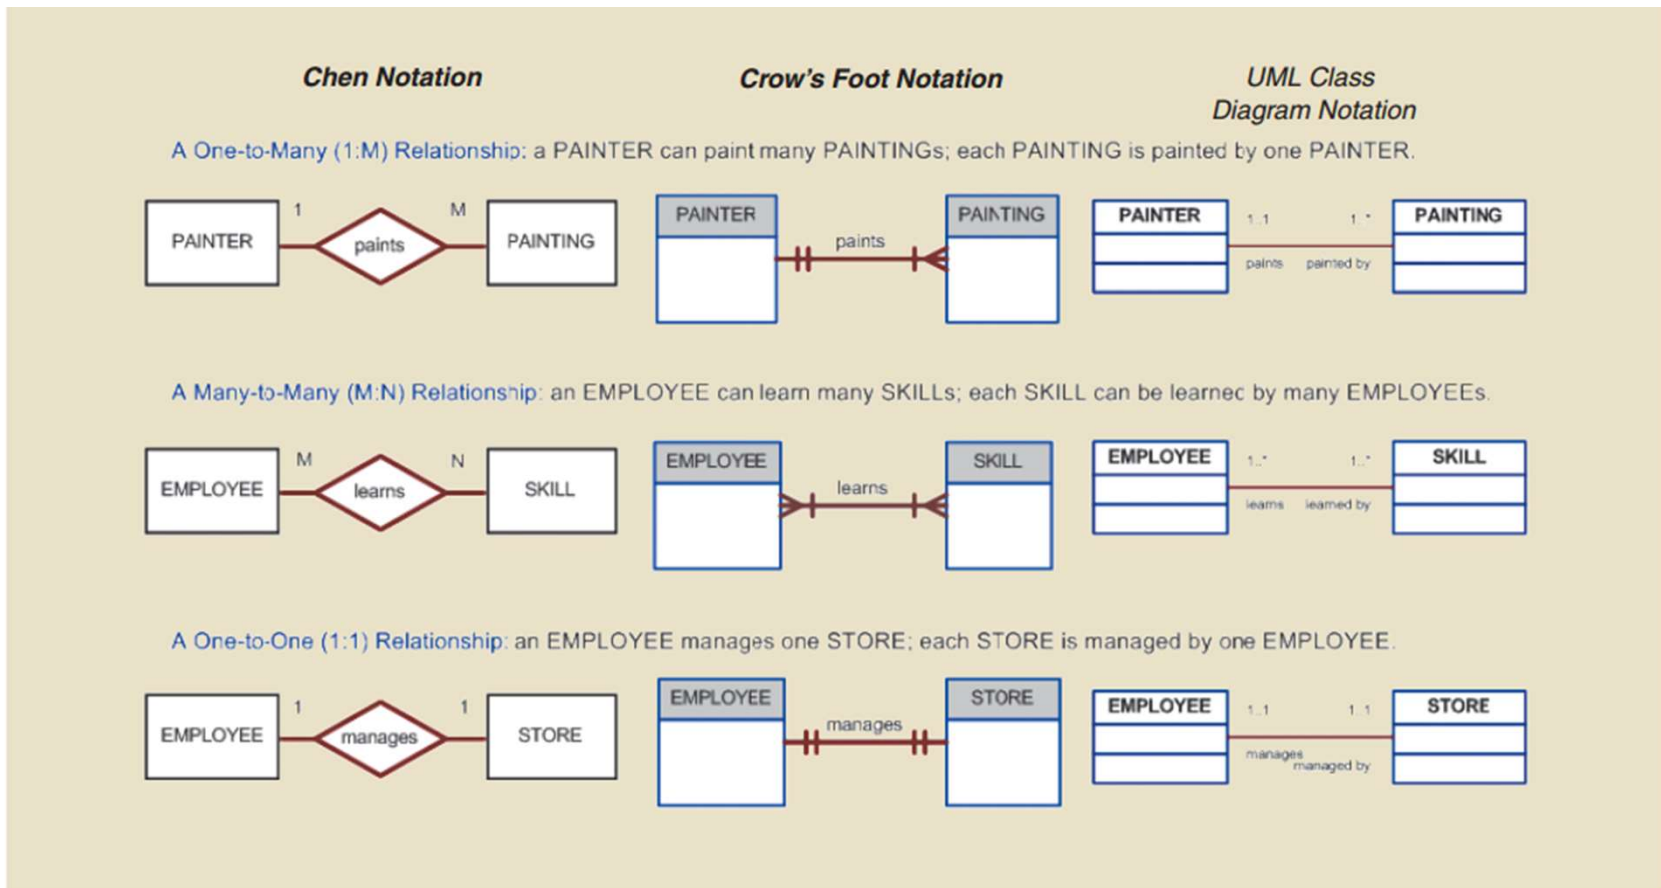 Chen Notation
Crow's Foot Notation
UML Class
Diagram Notation
A One-to-Many (1:M) Relationship: a PAINTER can paint many PAINTINGs; each PAINTING is painted by one PAINTER.
PAINTER
1
paints
M
PAINTING
PAINTER
paints
PAINTING
PAINTER
1..1
1..*
paints
painted by
PAINTING
A Many-to-Many (M:N) Relationship: an EMPLOYEE can learn many SKILLs; each SKILL can be learned by many EMPLOYEEs.
EMPLOYEE
M
learns
N
SKILL
EMPLOYEE
learns
SKILL
EMPLOYEE
1..*
1..*
learns
learned by
SKILL
A One-to-One (1:1) Relationship: an EMPLOYEE manages one STORE; each STORE is managed by one EMPLOYEE.
EMPLOYEE
1
manages
1
STORE
EMPLOYEE
manages
STORE
EMPLOYEE
1..1
1..1
manages
managed by
STORE